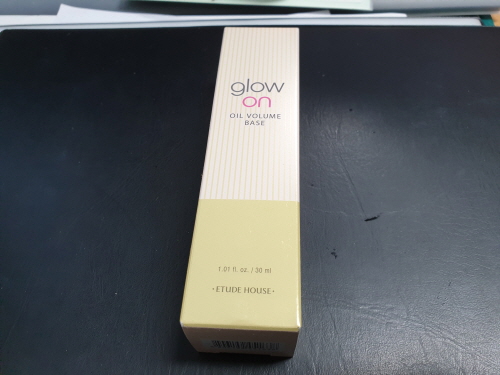 glow
on
OIL VOLUME
BASE
1.01 fl. oz. / 30 ml
·ETUDE HOUSE·